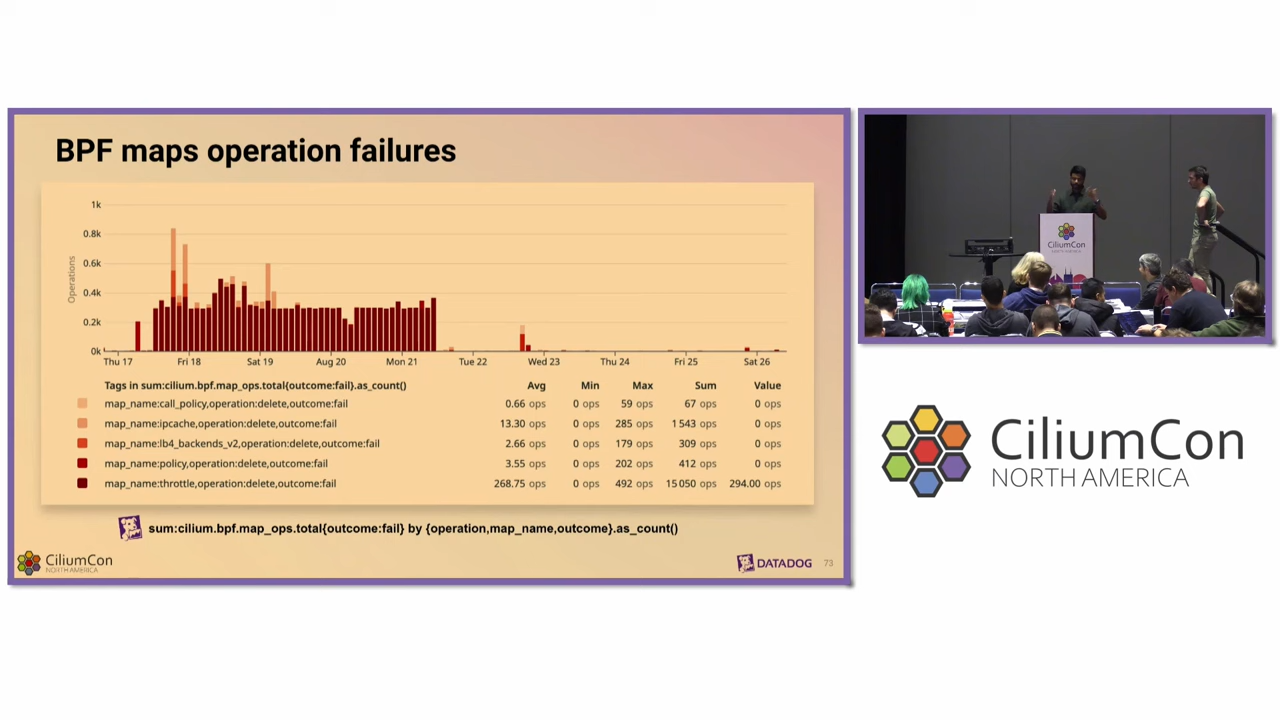 BPF maps operation failures
1k
0.8k
0.6k
0.4k
0.2k
0k
Operations
Thu 17 Fri 18 Sat 19 Aug 20 Mon 21 Tue 22 Wed 23 Thu 24 Fri 25 Sat 26
Tags in sum:cilium.bpf.map_ops.total{outcome:fail}.as_count() Avg Min Max Sum Value
map_name:call_policy,operation:delete,outcome:fail 0.66 ops 0 ops 59 ops 67 ops 0 ops
map_name:ipcache,operation:delete,outcome:fail 13.30 ops 0 ops 285 ops 1 543 ops 0 ops
map_name:lb4_backends_v2,operation:delete,outcome:fail 2.66 ops 0 ops 179 ops 309 ops 0 ops
map_name:policy,operation:delete,outcome:fail 3.55 ops 0 ops 202 ops 412 ops 0 ops
map_name:throttle,operation:delete,outcome:fail 268.75 ops 0 ops 492 ops 15 050 ops 294.00 ops
sum:cilium.bpf.map_ops.total{outcome:fail} by {operation,map_name,outcome}.as_count()
CiliumCon
NORTH AMERICA
DATADOG 73
CiliumCon
NORTH AMERICA
CiliumCon
NORTH AMERICA